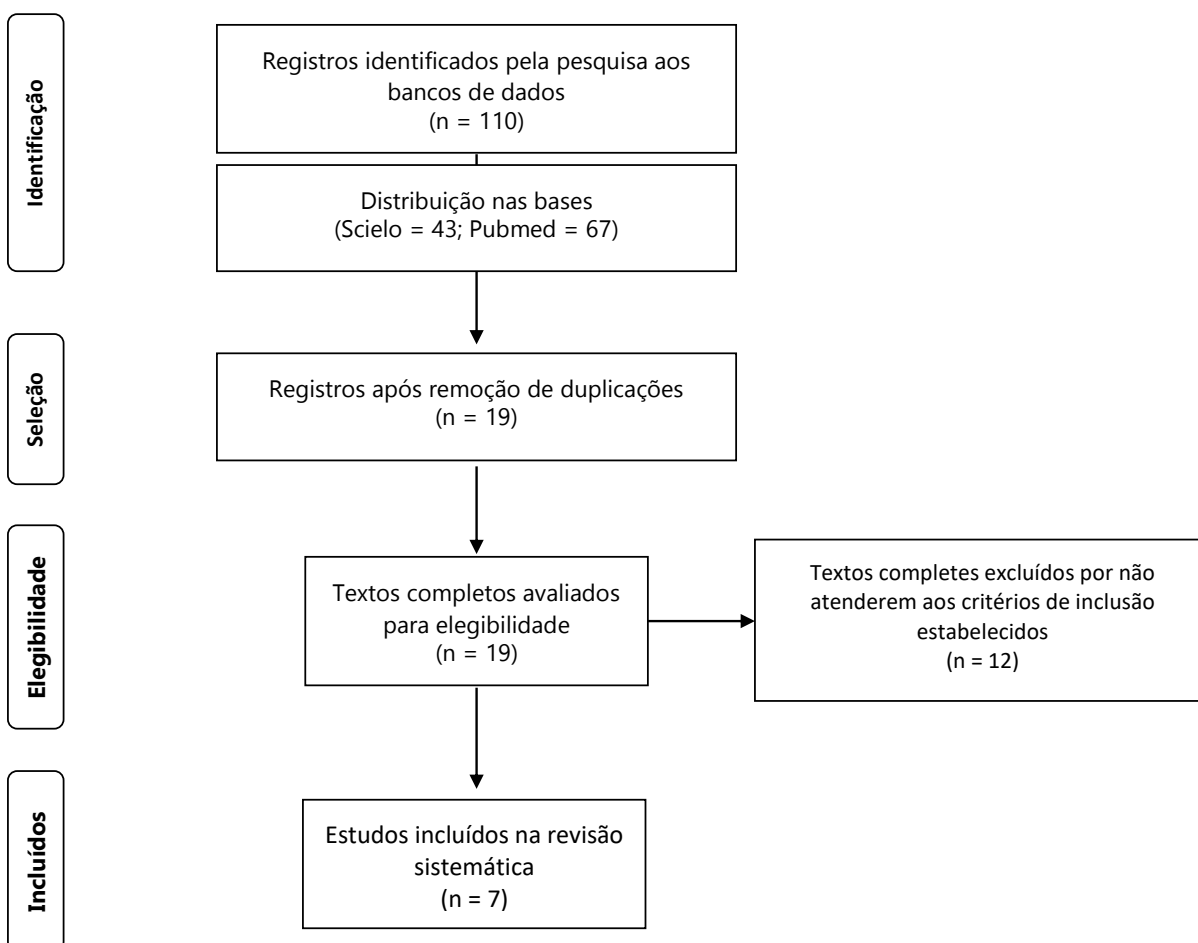 Identificação
Registros identificados pela pesquisa aos
bancos de dados
(n = 110)
Distribuição nas bases
(Scielo = 43; Pubmed = 67)
Seleção
Registros após remoção de duplicações
(n = 19)
Elegibilidade
Textos completos avaliados
para elegibilidade
(n = 19)
Textos completes excluídos por não
atenderem aos critérios de inclusão
estabelecidos
(n = 12)
Incluídos
Estudos incluídos na revisão
sistemática
(n = 7)